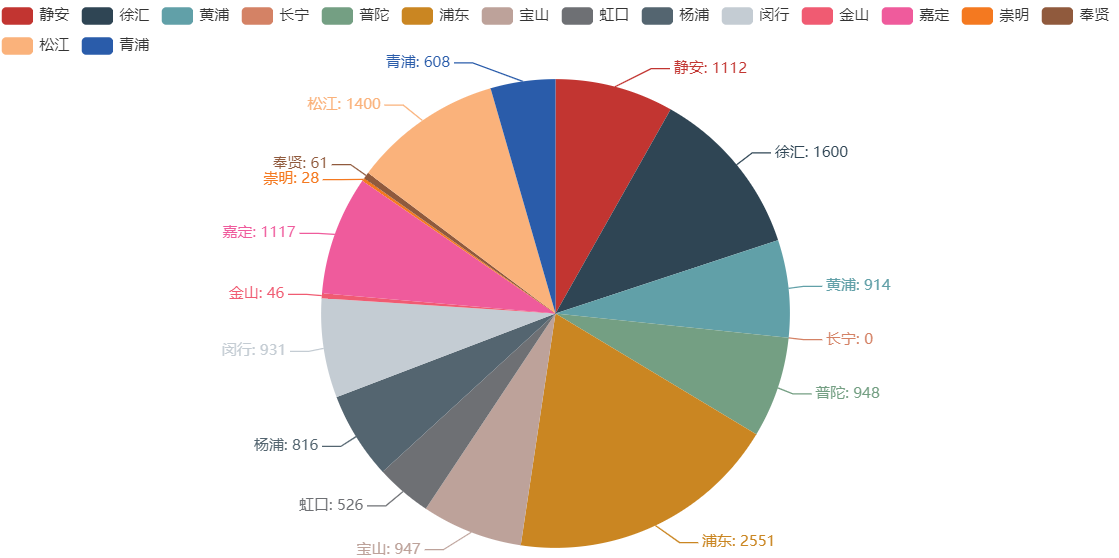 静安 徐汇 黄浦 长宁 普陀 浦东 宝山 虹口 杨浦 闵行 金山 嘉定 崇明 奉贤
松江 青浦
青浦: 608
静安: 1112
松江: 1400
徐汇: 1600
奉贤: 61
崇明: 28
嘉定: 1117
黄浦: 914
金山: 46
长宁: 0
闵行: 931
普陀: 948
杨浦: 816
虹口: 526
浦东: 2551
宝山: 947